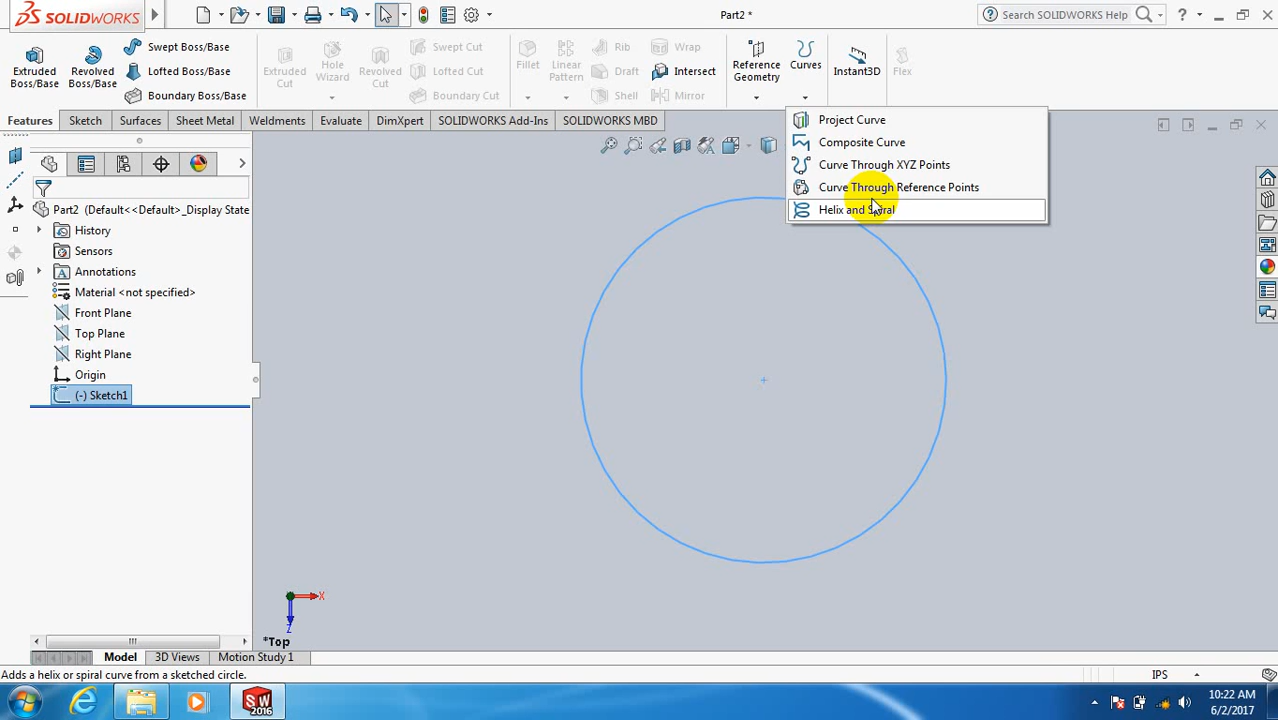 SOLIDWORKS
Part2 *
Search SOLIDWORKS Help
Extruded Boss/Base
Revolved Boss/Base
Swept Boss/Base
Lofted Boss/Base
Boundary Boss/Base
Extruded Cut
Hole Wizard
Revolved Cut
Swept Cut
Lofted Cut
Boundary Cut
Fillet
Linear Pattern
Rib
Draft
Shell
Wrap
Intersect
Mirror
Reference Geometry
Curves
Instant3D
Flex
Features
Sketch
Surfaces
Sheet Metal
Weldments
Evaluate
DimXpert
SOLIDWORKS Add-Ins
SOLIDWORKS MBD
Project Curve
Composite Curve
Curve Through XYZ Points
Curve Through Reference Points
Helix and Spiral
Part2 (Default<<Default>_Display State
History
Sensors
Annotations
Material <not specified>
Front Plane
Top Plane
Right Plane
Origin
(-) Sketch1
X
Z
*Top
Model
3D Views
Motion Study 1
Adds a helix or spiral curve from a sketched circle.
IPS
SW
2016
10:22 AM
6/2/2017